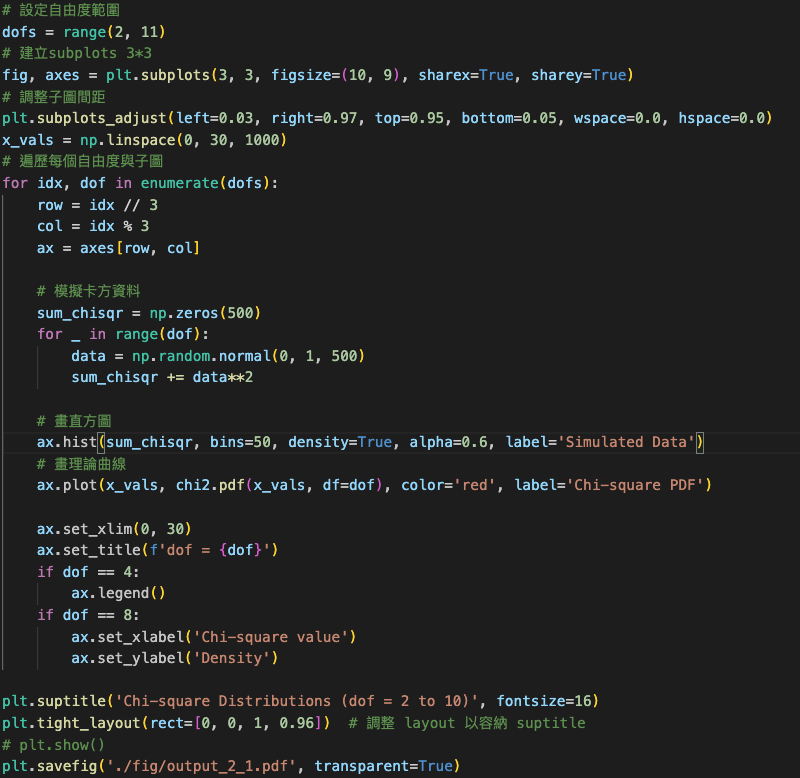 # 設定自由度範圍
dofs = range(2, 11)
# 建立subplots 3*3
fig, axes = plt.subplots(3, 3, figsize=(10, 9), sharex=True, sharey=True)
# 調整子圖間距
plt.subplots_adjust(left=0.03, right=0.97, top=0.95, bottom=0.05, wspace=0.0, hspace=0.0)
x_vals = np.linspace(0, 30, 1000)
# 遍歷每個自由度與子圖
for idx, dof in enumerate(dofs):
    row = idx // 3
    col = idx % 3
    ax = axes[row, col]

    # 模擬卡方資料
    sum_chisqr = np.zeros(500)
    for _ in range(dof):
        data = np.random.normal(0, 1, 500)
        sum_chisqr += data**2

    # 畫直方圖
    ax.hist(sum_chisqr, bins=50, density=True, alpha=0.6, label='Simulated Data')
    # 畫理論曲線
    ax.plot(x_vals, chi2.pdf(x_vals, df=dof), color='red', label='Chi-square PDF')

    ax.set_xlim(0, 30)
    ax.set_title(f'dof = {dof}')
    if dof == 4:
        ax.legend()
    if dof == 8:
        ax.set_xlabel('Chi-square value')
        ax.set_ylabel('Density')

plt.suptitle('Chi-square Distributions (dof = 2 to 10)', fontsize=16)
plt.tight_layout(rect=[0, 0, 1, 0.96])  # 調整 layout 以容納 suptitle
# plt.show()
plt.savefig('./fig/output_2_1.pdf', transparent=True)